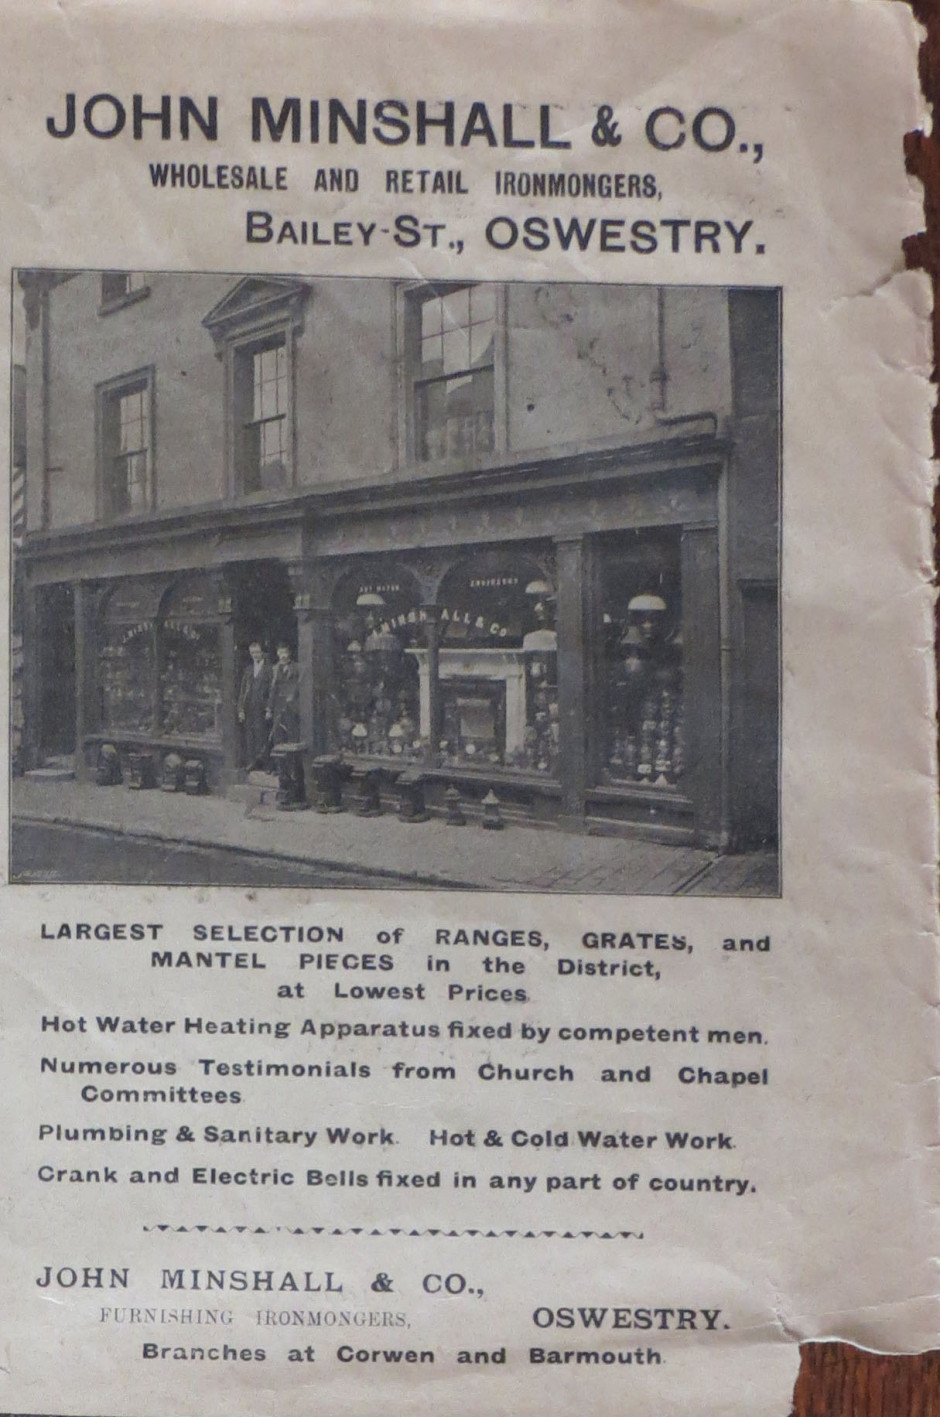 JOHN MINSHALL & CO.,
WHOLESALE AND RETAIL IRONMONGERS,
BAILEY-ST., OSWESTRY.
ALL & CO
LARGEST SELECTION of RANGES, GRATES, and
MANTEL PIECES in the District,
at Lowest Prices.
Hot Water Heating Apparatus fixed by competent men.
Numerous Testimonials from Church and Chapel
Committees
Plumbing & Sanitary Work. Hot & Cold Water Work.
Crank and Electric Bells fixed in any part of country.
JOHN MINSHALL & CO.,
FURNISHING IRONMONGERS, OSWESTRY.
Branches at Corwen and Barmouth.